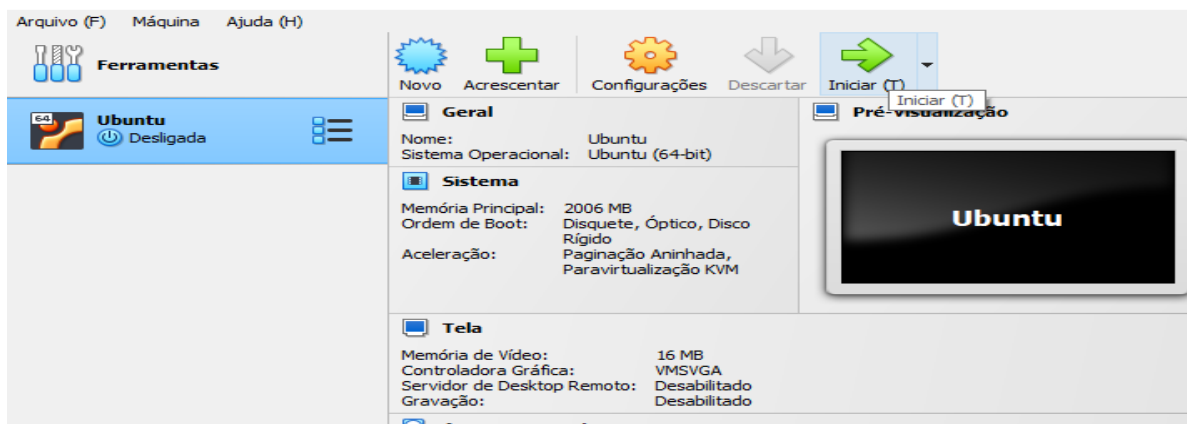 Arquivo (F) Máquina Ajuda (H)
Ferramentas
Novo Acrescentar Configurações Descartar Iniciar (T)
Iniciar (T)
64
Ubuntu
Desligada
Geral
Nome: Ubuntu
Sistema Operacional: Ubuntu (64-bit)
Sistema
Memória Principal: 2006 MB
Ordem de Boot: Disquete, Óptico, Disco
Rígido
Aceleração: Paginação Aninhada,
Paravirtualização KVM
Pré-visualização
Ubuntu
Tela
Memória de Vídeo: 16 MB
Controladora Gráfica: VMSVGA
Servidor de Desktop Remoto: Desabilitado
Gravação: Desabilitado